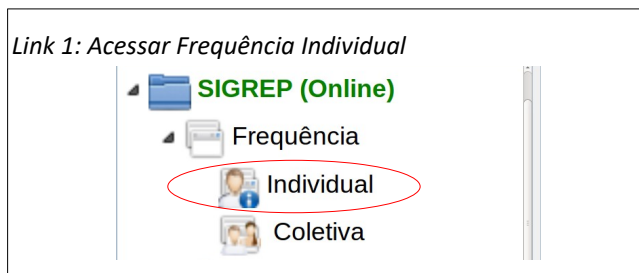 Link 1: Acessar Frequência Individual
SIGREP (Online)
Frequência
Individual
Coletiva